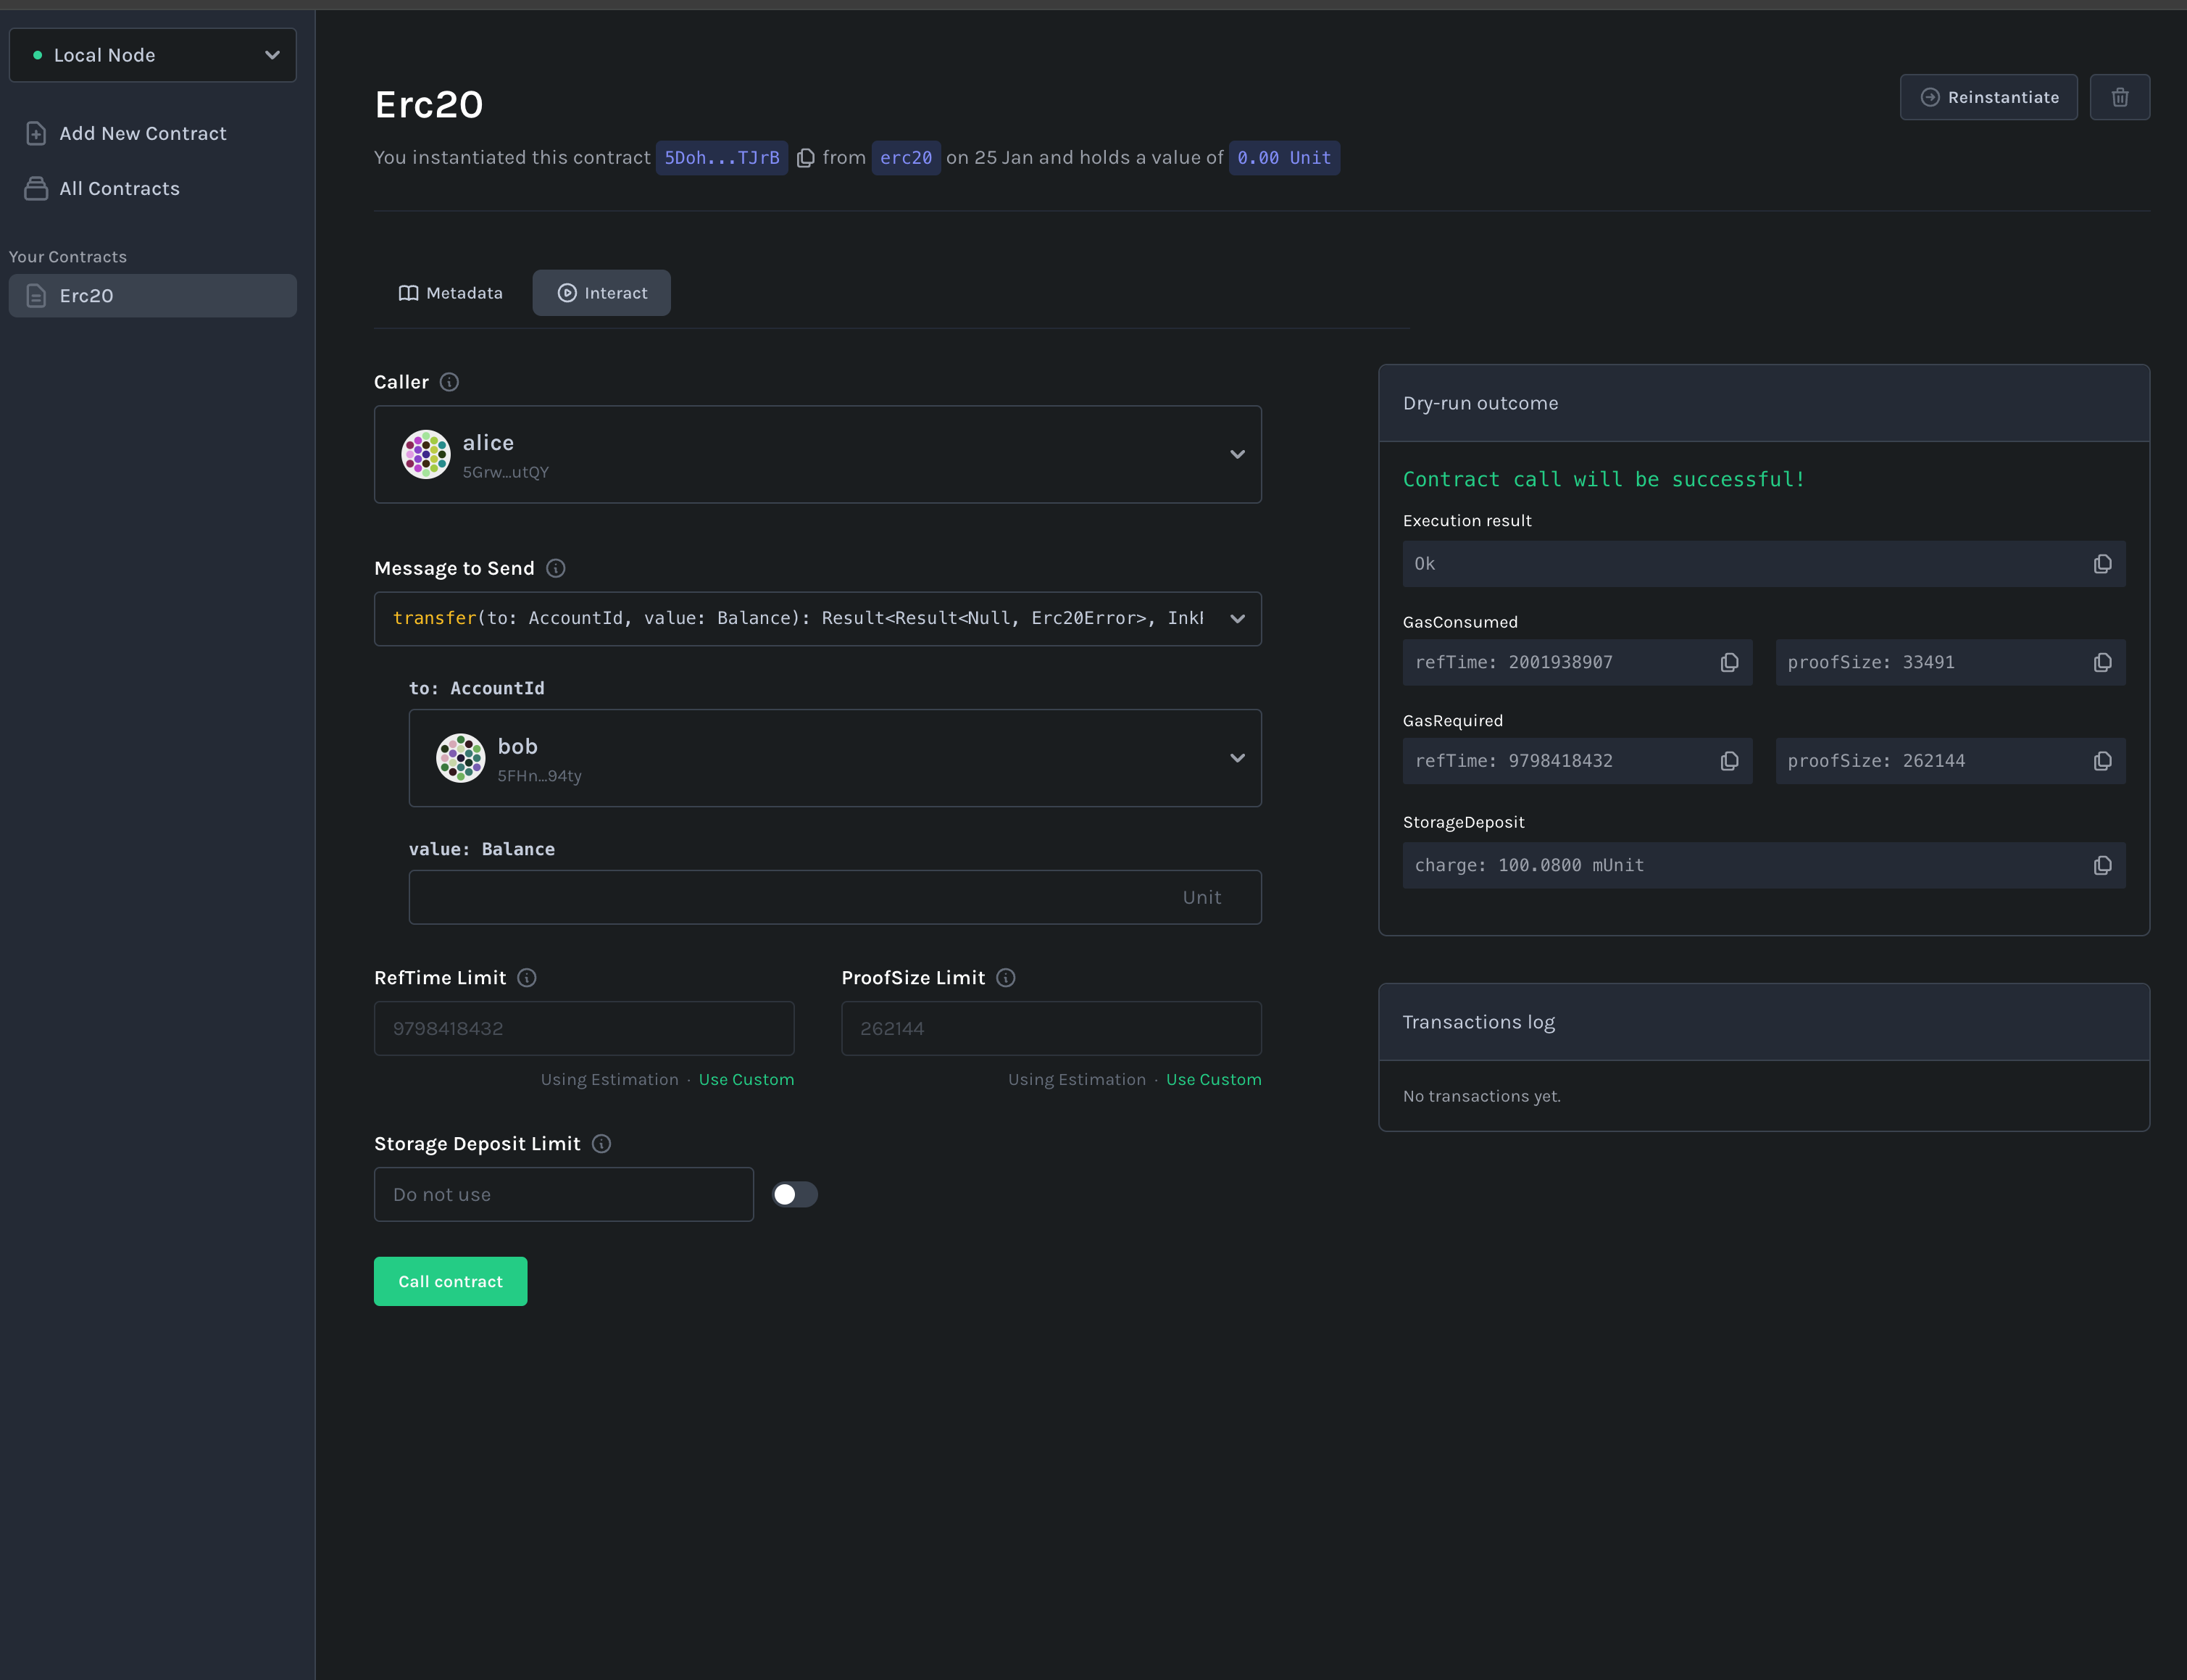 Local Node
Add New Contract
All Contracts
Your Contracts
Erc20
Erc20
Reinstantiate
You instantiated this contract 5Doh...TJrB from erc20 on 25 Jan and holds a value of 0.00 Unit
Metadata
Interact
Caller
alice
5Grw...utQY
Message to Send
transfer(to: AccountId, value: Balance): Result<Result<Null, Erc20Error>, Ink
to: AccountId
bob
5FHn...94ty
value: Balance
Unit
RefTime Limit
9798418432
Using Estimation · Use Custom
ProofSize Limit
262144
Using Estimation · Use Custom
Storage Deposit Limit
Do not use
Call contract
Dry-run outcome
Contract call will be successful!
Execution result
Ok
GasConsumed
refTime: 2001938907
proofSize: 33491
GasRequired
refTime: 9798418432
proofSize: 262144
StorageDeposit
charge: 100.0800 mUnit
Transactions log
No transactions yet.